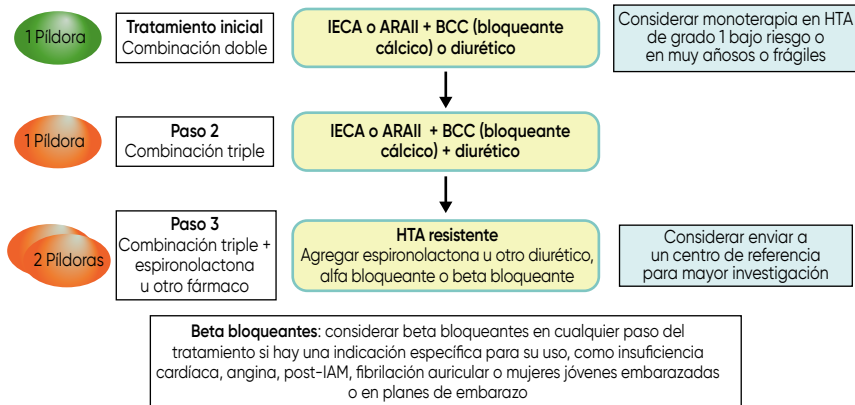 1 Píldora
Tratamiento inicial
Combinación doble
IECA o ARAII + BCC (bloqueante
cálcico) o diurético
Considerar monoterapia en HTA
de grado 1 bajo riesgo o
en muy añosos o frágiles
1 Píldora
Paso 2
Combinación triple
IECA o ARAII + BCC (bloqueante
cálcico) + diurético
2 Píldoras
Paso 3
Combinación triple +
espironolactona
u otro fármaco
HTA resistente
Agregar espironolactona u otro diurético,
alfa bloqueante o beta bloqueante
Considerar enviar a
un centro de referencia
para mayor investigación
Beta bloqueantes: considerar beta bloqueantes en cualquier paso del
tratamiento si hay una indicación específica para su uso, como insuficiencia
cardíaca, angina, post-IAM, fibrilación auricular o mujeres jóvenes embarazadas
o en planes de embarazo